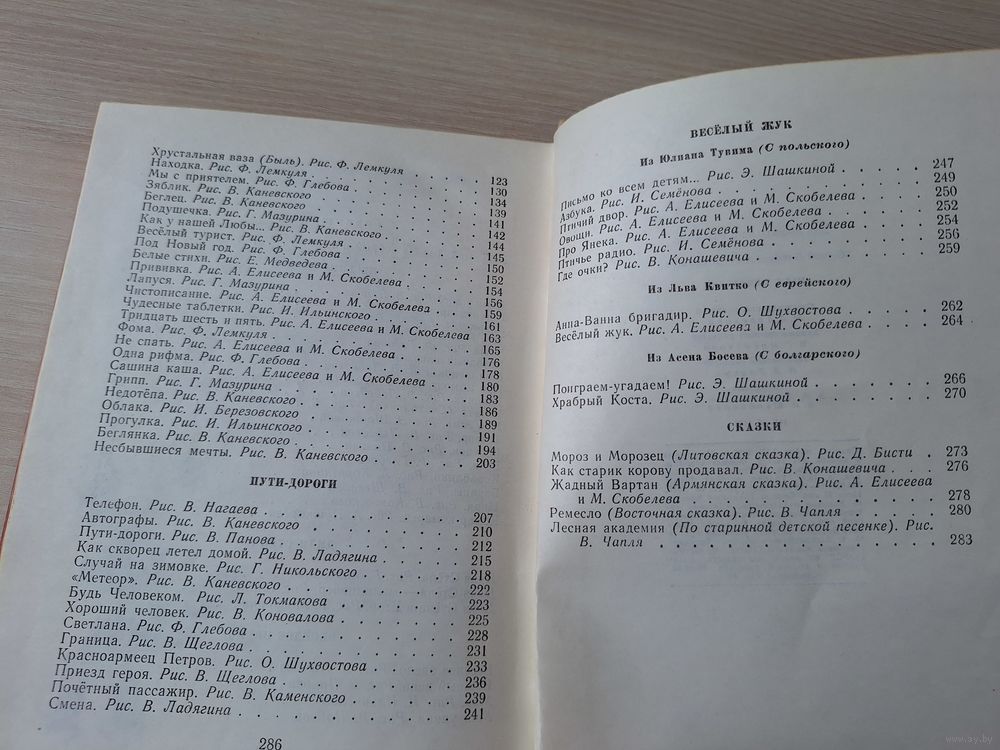 Хрустальная ваза (Быль). Рис. Ф. Лемкуля . . . . . 123
Находка. Рис. Ф. Лемкуля . . . . . 130
Мы с приятелем. Рис. Ф. Глебова . . . . . 134
Зяблик. Рис. В. Каневского . . . . . 139
Беглец. Рис. В. Каневского . . . . . 141
Подушечка. Рис. Г. Мазурина . . . . . 142
Как у нашей Любы... Рис. В. Каневского . . . . . 144
Весёлый турист. Рис. Ф. Лемкуля . . . . . 145
Под Новый год. Рис. Ф. Глебова . . . . . 150
Белые стихи. Рис. Е. Медведева . . . . . 152
Прививка. Рис. А. Елисеева и М. Скобелева . . . . . 154
Лапуся. Рис. Г. Мазурина . . . . . 156
Чистописание. Рис. А. Елисеева и М. Скобелева . . . . . 159
Чудесные таблетки. Рис. И. Ильинского . . . . . 161
Тридцать шесть и пять. Рис. А. Елисеева и М. Скобелева 163
Фома. Рис. Ф. Лемкуля . . . . . 165
Не спать. Рис. А. Елисеева и М. Скобелева . . . . . 176
Одна рифма. Рис. Ф. Глебова . . . . . 178
Сашина каша. Рис. А. Елисеева и М. Скобелева . . . . . 180
Грипп. Рис. Г. Мазурина . . . . . 183
Недотёпа. Рис. В. Каневского . . . . . 186
Облака. Рис. И. Березовского . . . . . 189
Прогулка. Рис. И. Ильинского . . . . . 191
Беглянка. Рис. В. Каневского . . . . . 194
Несбывшиеся мечты. Рис. В. Каневского . . . . . 203
ПУТИ-ДОРОГИ
Телефон. Рис. В. Нагаева . . . . . 207
Автографы. Рис. В. Каневского . . . . . 210
Пути-дороги. Рис. В. Панова . . . . . 212
Как скворец летел домой. Рис. В. Ладягина . . . . . 215
Случай на зимовке. Рис. Г. Никольского . . . . . 218
«Метеор». Рис. В. Каневского . . . . . 222
Будь Человеком. Рис. Л. Токмакова . . . . . 223
Хороший человек. Рис. В. Коновалова . . . . . 225
Светлана. Рис. Ф. Глебова . . . . . 228
Граница. Рис. В. Щеглова . . . . . 231
Красноармеец Петров. Рис. О. Шухвостова . . . . . 233
Приезд героя. Рис. В. Щеглова . . . . . 236
Почётный пассажир. Рис. В. Каменского . . . . . 239
Смена. Рис. В. Ладягина . . . . . 241
286
ВЕСЁЛЫЙ ЖУК
Из Юлиана Тувима (С польского)
Письмо ко всем детям... Рис. Э. Шашкиной . . . . . 247
Азбука. Рис. И. Семёнова . . . . . 249
Птичий двор. Рис. А. Елисеева и М. Скобелева . . . . . 250
Овощи. Рис. А. Елисеева и М. Скобелева . . . . . 252
Про Янека. Рис. А. Елисеева и М. Скобелева . . . . . 254
Птичье радио. Рис. И. Семёнова . . . . . 256
Где очки? Рис. В. Конашевича . . . . . 259
Из Льва Квитко (С еврейского)
Анна-Ванна бригадир. Рис. О. Шухвостова . . . . . 262
Весёлый жук. Рис. А. Елисеева и М. Скобелева . . . . . 264
Из Асена Босева (С болгарского)
Поиграем-угадаем! Рис. Э. Шашкиной . . . . . 266
Храбрый Коста. Рис. Э. Шашкиной . . . . . 270
СКАЗКИ
Мороз и Морозец (Литовская сказка). Рис. Д. Бисти . 273
Как старик корову продавал. Рис. В. Конашевича . . . 276
Жадный Вартан (Армянская сказка). Рис. А. Елисеева
и М. Скобелева . . . . . 278
Ремесло (Восточная сказка). Рис. В. Чапля . . . . . 280
Лесная академия (По старинной детской песенке). Рис.
В. Чапля . . . . . 283
www.ay.by